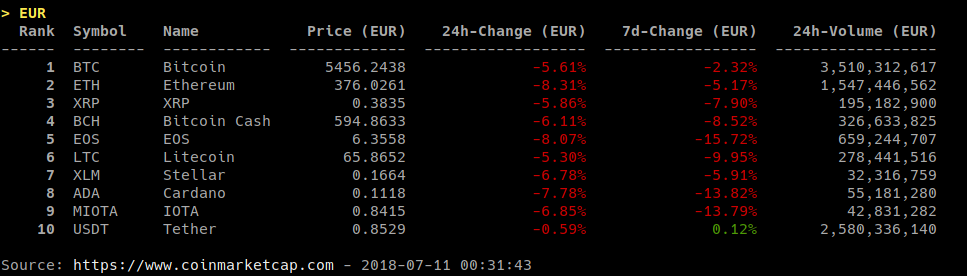 > EUR
Rank Symbol Name Price (EUR) 24h-Change (EUR) 7d-Change (EUR) 24h-Volume (EUR)
------ -------- ------------ ------------- ------------------ ----------------- ------------------
1 BTC Bitcoin 5456.2438 -5.61% -2.32% 3,510,312,617
2 ETH Ethereum 376.0261 -8.31% -5.17% 1,547,446,562
3 XRP XRP 0.3835 -5.86% -7.90% 195,182,900
4 BCH Bitcoin Cash 594.8633 -6.11% -8.52% 326,633,825
5 EOS EOS 6.3558 -8.07% -15.72% 659,244,707
6 LTC Litecoin 65.8652 -5.30% -9.95% 278,441,516
7 XLM Stellar 0.1664 -6.78% -5.91% 32,316,759
8 ADA Cardano 0.1118 -7.78% -13.82% 55,181,280
9 MIOTA IOTA 0.8415 -6.85% -13.79% 42,831,282
10 USDT Tether 0.8529 -0.59% 0.12% 2,580,336,140
Source: https://www.coinmarketcap.com - 2018-07-11 00:31:43